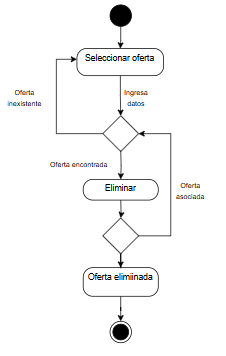 Seleccionar oferta
Oferta
inexistente
Ingresa
datos
Oferta encontrada
Eliminar
Oferta
asociada
Oferta elimiinada